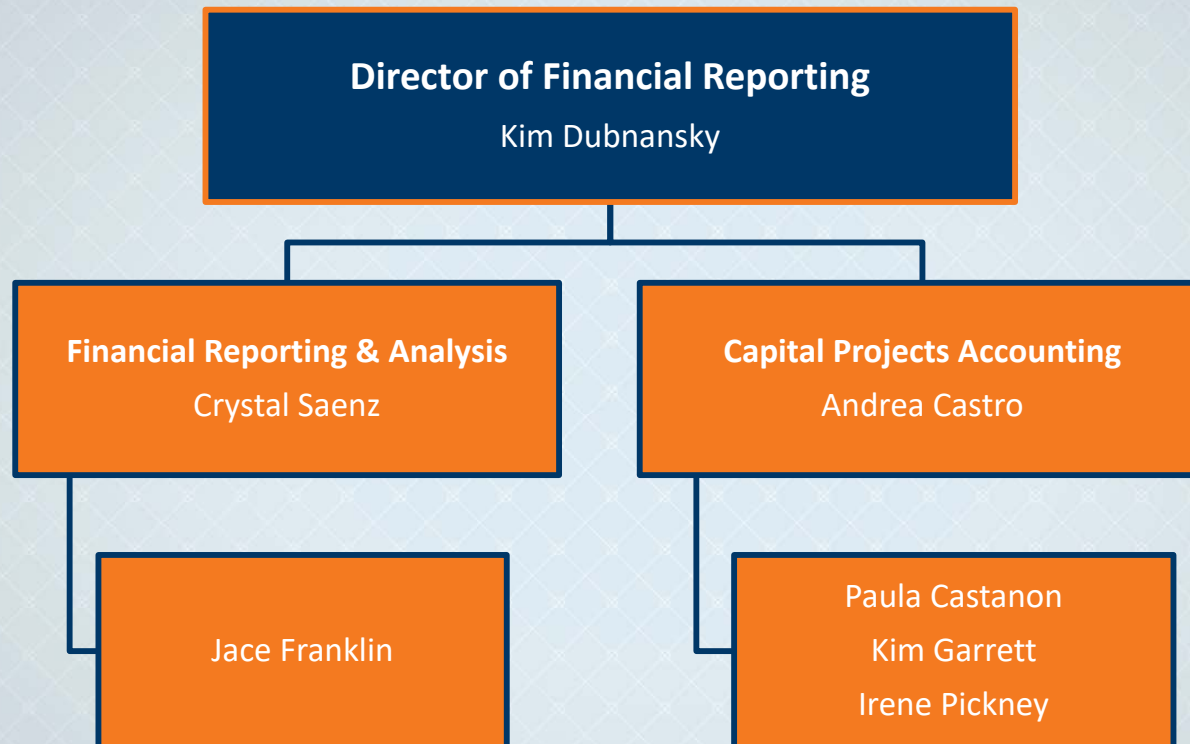 Director of Financial Reporting
Kim Dubnansky
Financial Reporting & Analysis
Crystal Saenz
Capital Projects Accounting
Andrea Castro
Jace Franklin
Paula Castanon
Kim Garrett
Irene Pickney